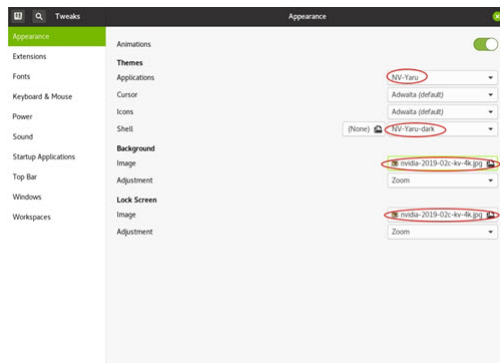 Tweaks
Appearance
Appearance
Extensions
Fonts
Keyboard & Mouse
Power
Sound
Startup Applications
Top Bar
Windows
Workspaces
Animations
Themes
Applications NV-Yaru
Cursor Adwaita (default)
Icons Adwaita (default)
Shell (None) NV-Yaru-dark
Background
Image nvidia-2019-02c-kv-4k.jpg
Adjustment Zoom
Lock Screen
Image nvidia-2019-02c-kv-4k.jpg
Adjustment Zoom